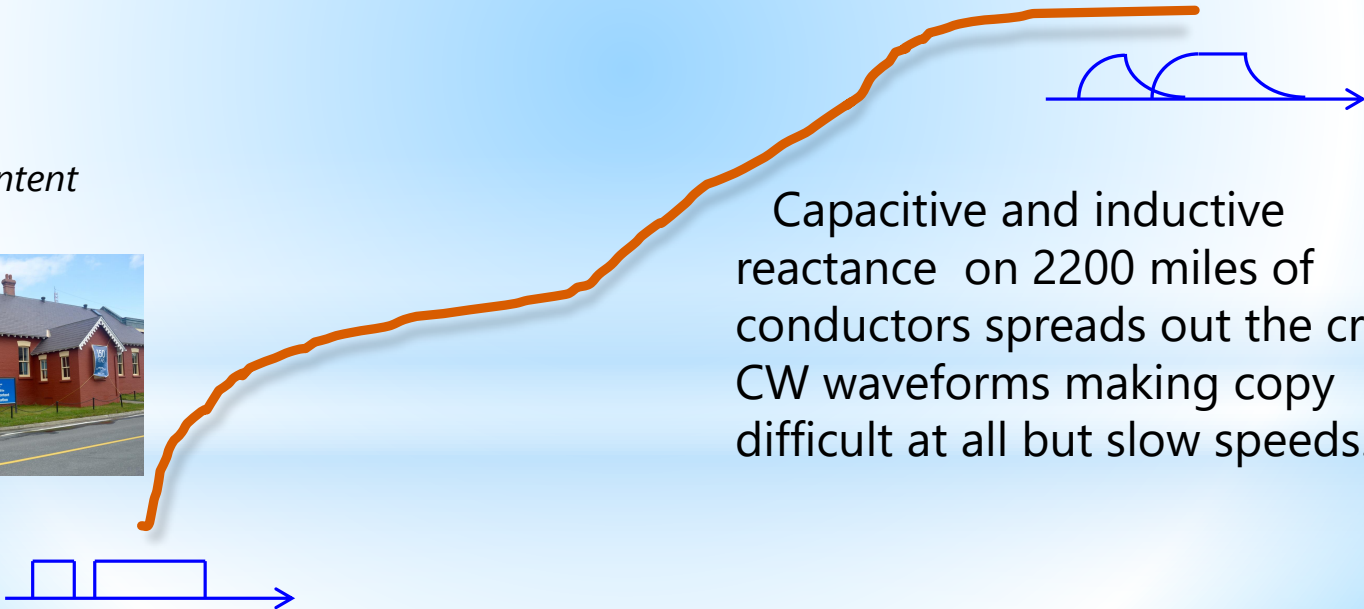 ntent
Capacitive and inductive
reactance on 2200 miles of
conductors spreads out the cr
CW waveforms making copy
difficult at all but slow speeds.